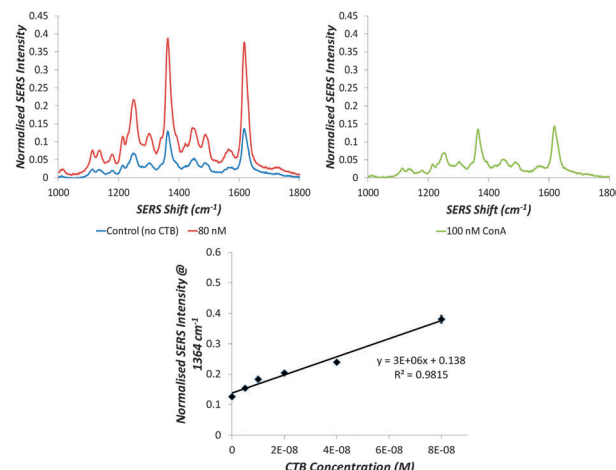 Normalised SERS Intensity
0.45
0.4
0.35
0.3
0.25
0.2
0.15
0.1
0.05
0
1000 1200 1400 1600 1800
SERS Shift (cm⁻¹)
Control (no CTB) 80 nM
Normalised SERS Intensity
0.45
0.4
0.35
0.3
0.25
0.2
0.15
0.1
0.05
0
1000 1200 1400 1600 1800
SERS Shift (cm⁻¹)
100 nM ConA
Normalised SERS Intensity @
1364 cm⁻¹
0.5
0.4
0.3
0.2
0.1
0
y = 3E+06x + 0.138
R² = 0.9815
0 2E-08 4E-08 6E-08 8E-08
CTB Concentration (M)